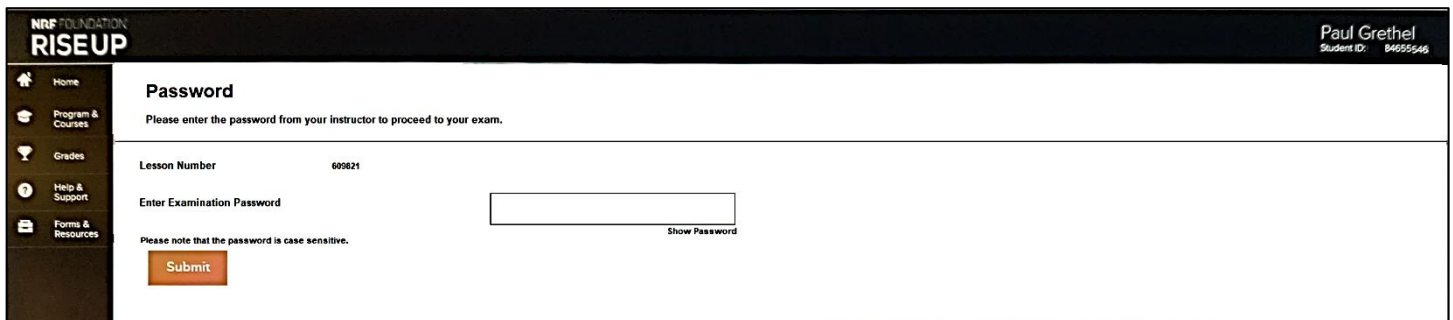 NRF FOUNDATION
RISEUP
Paul Grethel
Student ID: 84655546
Home
Program &
Courses
Grades
Help &
Support
Forms &
Resources
Password
Please enter the password from your instructor to proceed to your exam.
Lesson Number 609821
Enter Examination Password
Show Password
Please note that the password is case sensitive.
Submit